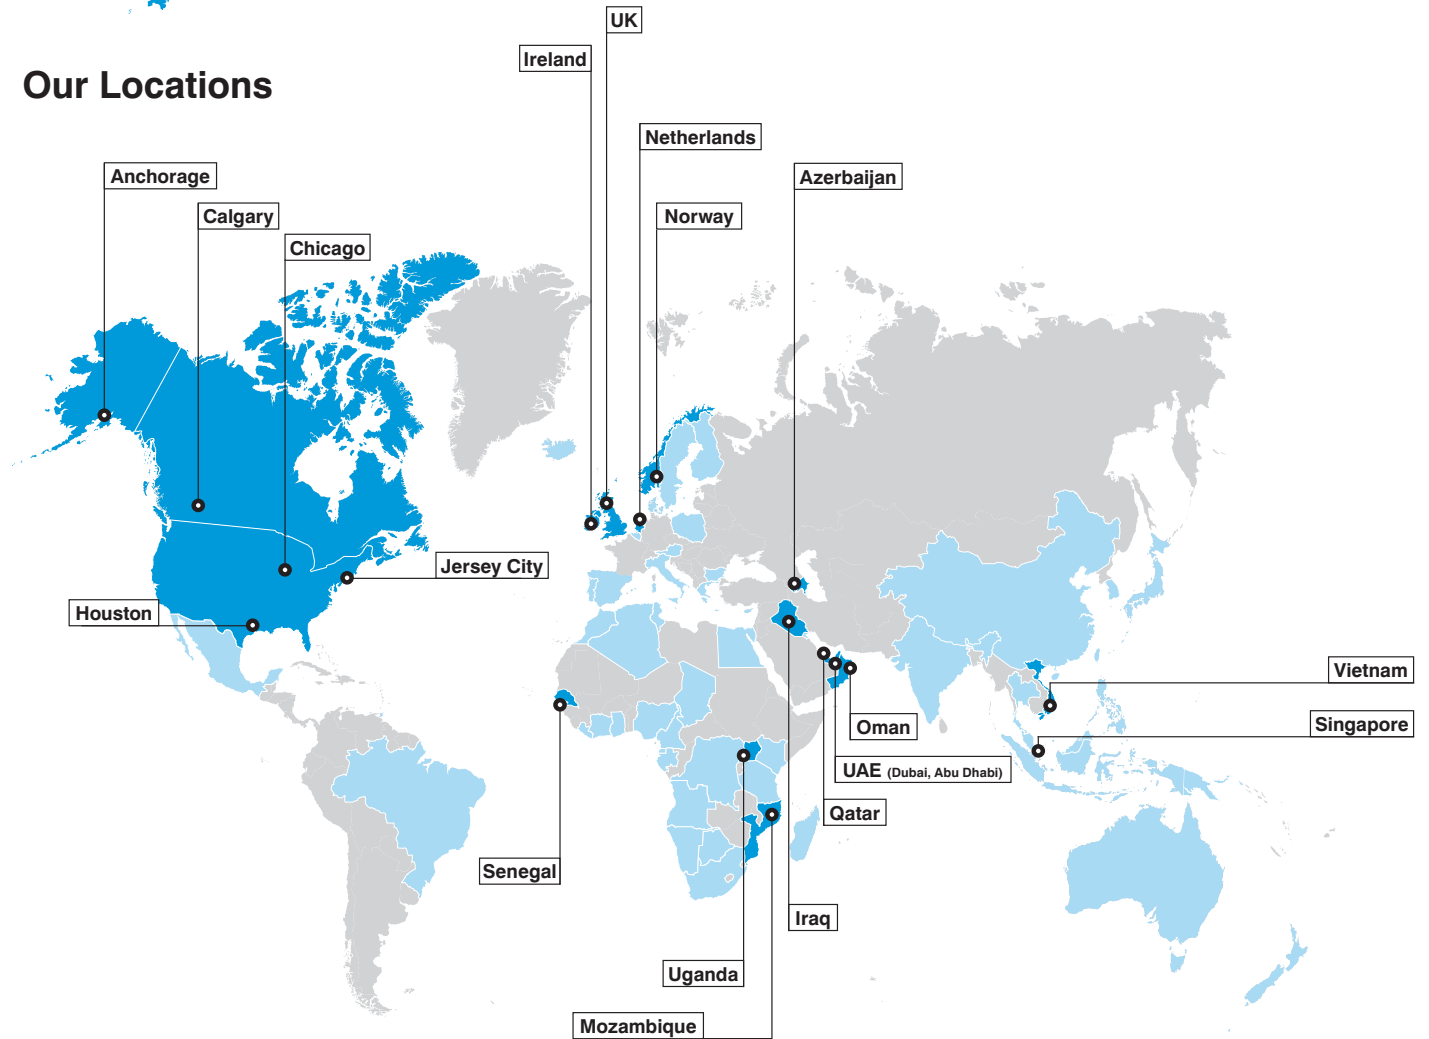 UK
Ireland
Our Locations
Netherlands
Anchorage
Azerbaijan
Calgary
Norway
Chicago
Jersey City
Houston
Vietnam
Singapore
Oman
UAE (Dubai, Abu Dhabi)
Qatar
Senegal
Iraq
Uganda
Mozambique